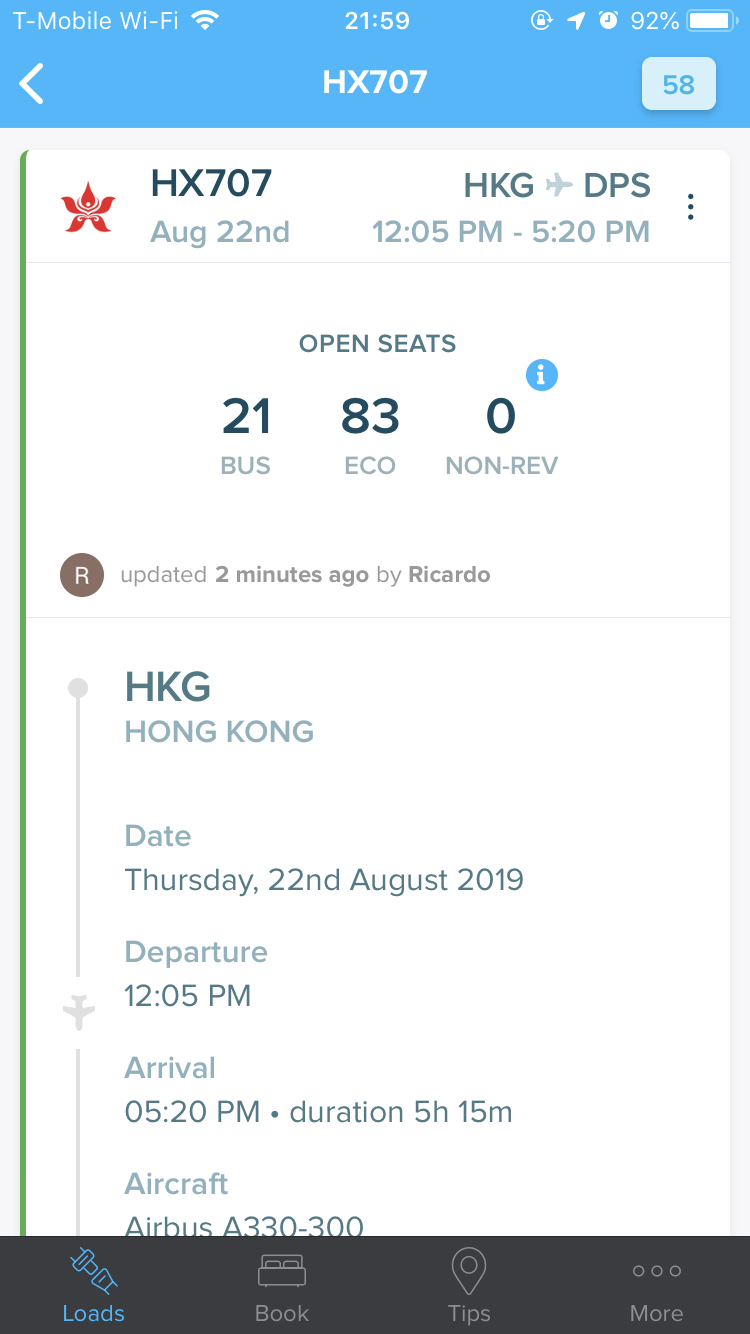 T-Mobile Wi-Fi 21:59 92%
HX707 58
HX707 HKG DPS
Aug 22nd 12:05 PM - 5:20 PM
OPEN SEATS
21 83 0
BUS ECO NON-REV
R updated 2 minutes ago by Ricardo
HKG
HONG KONG
Date
Thursday, 22nd August 2019
Departure
12:05 PM
Arrival
05:20 PM • duration 5h 15m
Aircraft
Airbus A330-300
Loads Book Tips More